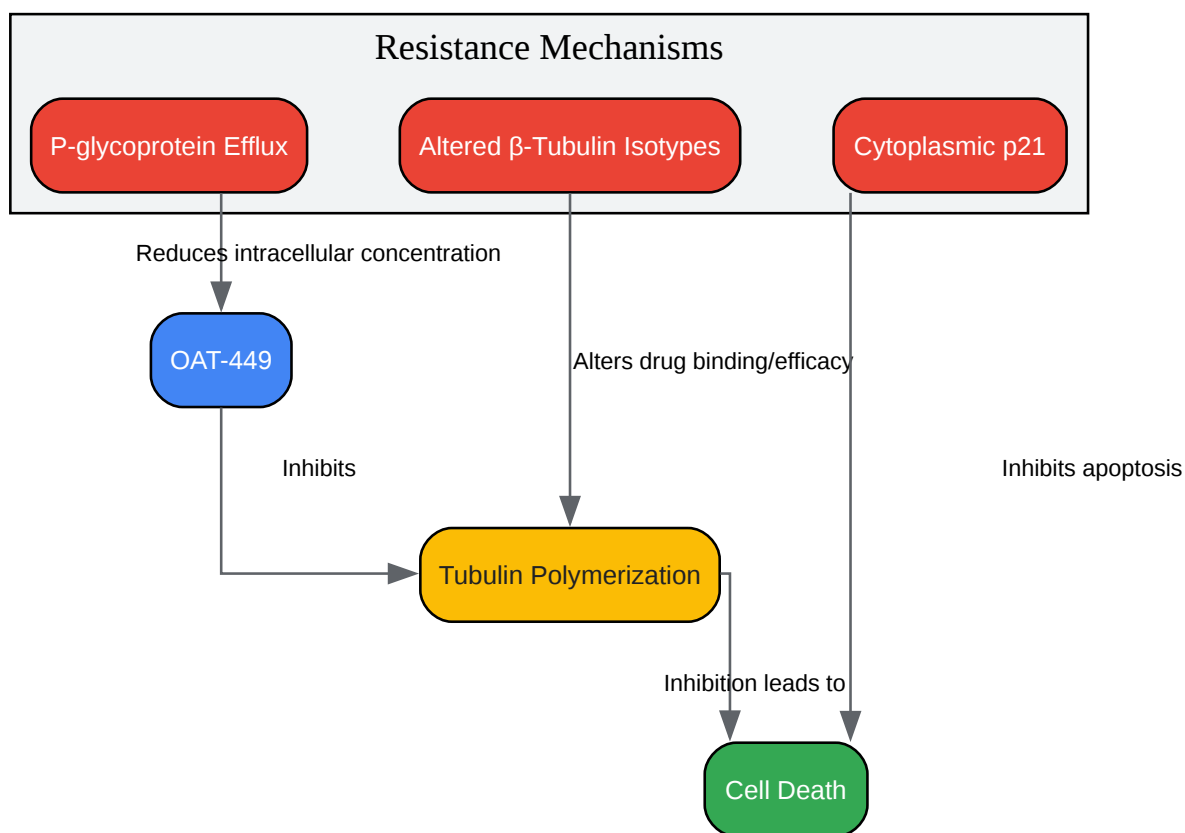 Resistance Mechanisms
P-glycoprotein Efflux
Altered β-Tubulin Isotypes
Cytoplasmic p21
Reduces intracellular concentration
OAT-449
Alters drug binding/efficacy
Inhibits
Inhibits apoptosis
Tubulin Polymerization
Inhibition leads to
Cell Death